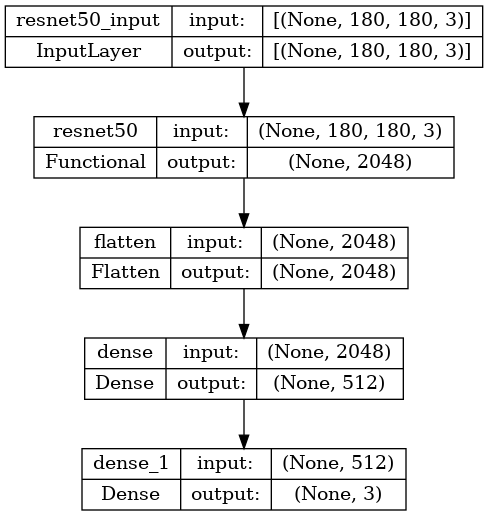 resnet50_input input: [(None, 180, 180, 3)]
InputLayer output: [(None, 180, 180, 3)]
resnet50 input: (None, 180, 180, 3)
Functional output: (None, 2048)
flatten input: (None, 2048)
Flatten output: (None, 2048)
dense input: (None, 2048)
Dense output: (None, 512)
dense_1 input: (None, 512)
Dense output: (None, 3)